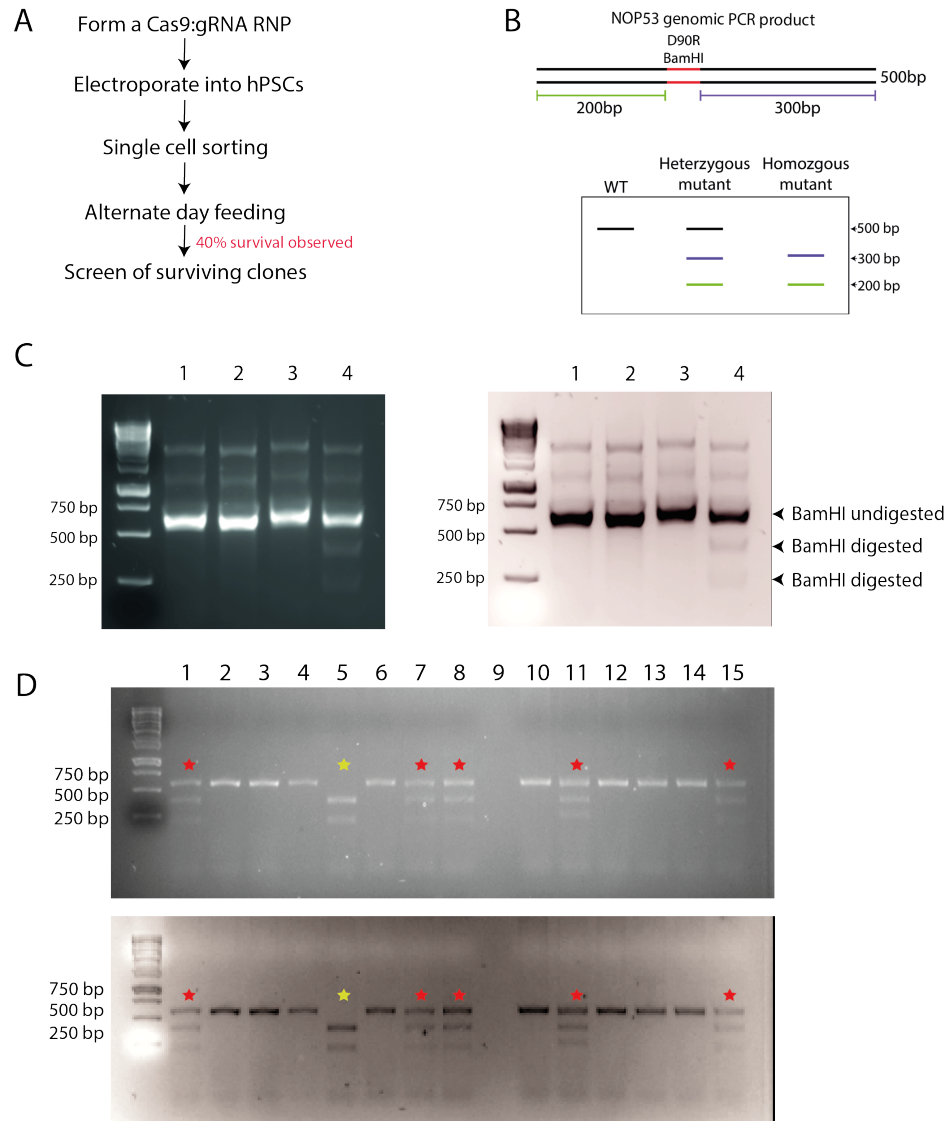 A
Form a Cas9:gRNA RNP
Electroporate into hPSCs
Single cell sorting
Alternate day feeding
40% survival observed
Screen of surviving clones
B
NOP53 genomic PCR product
D90R
BamHI
500bp
200bp
300bp
WT
Heterzygous
mutant
Homozgous
mutant
500 bp
300 bp
200 bp
C
1 2 3 4
750 bp
500 bp
250 bp
1 2 3 4
750 bp
500 bp
250 bp
BamHI undigested
BamHI digested
BamHI digested
D
1 2 3 4 5 6 7 8 9 10 11 12 13 14 15
750 bp
500 bp
250 bp
750 bp
500 bp
250 bp